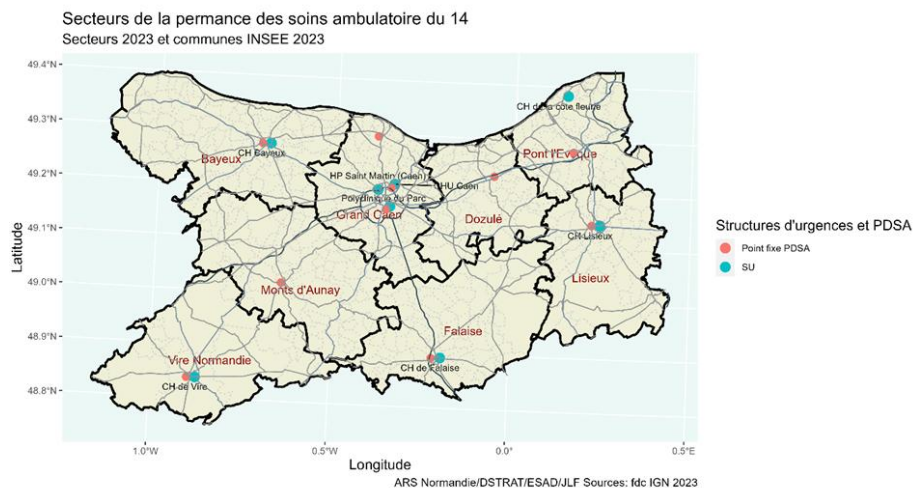 Secteurs de la permance des soins ambulatoire du 14
Secteurs 2023 et communes INSEE 2023
49.4°N
49.3°N
49.2°N
49.1°N
49.0°N
48.9°N
48.8°N
Latitude
CH de la côte fleurie
CH Bayeux
Bayeux
Pont l'Evêque
HP Saint Martin (Caen)
CHU Caen
Polyclinique du Parc
Grand Caen
Dozulé
CH Lisieux
Lisieux
Monts d'Aunay
Falaise
Vire Normandie
CH de Falaise
CH de Vire
1.0°W
0.5°W
0.0°
0.5°E
Longitude
Structures d'urgences et PDSA
Point fixe PDSA
SU
ARS Normandie/DSTRAT/ESAD/JLF Sources: fdc IGN 2023